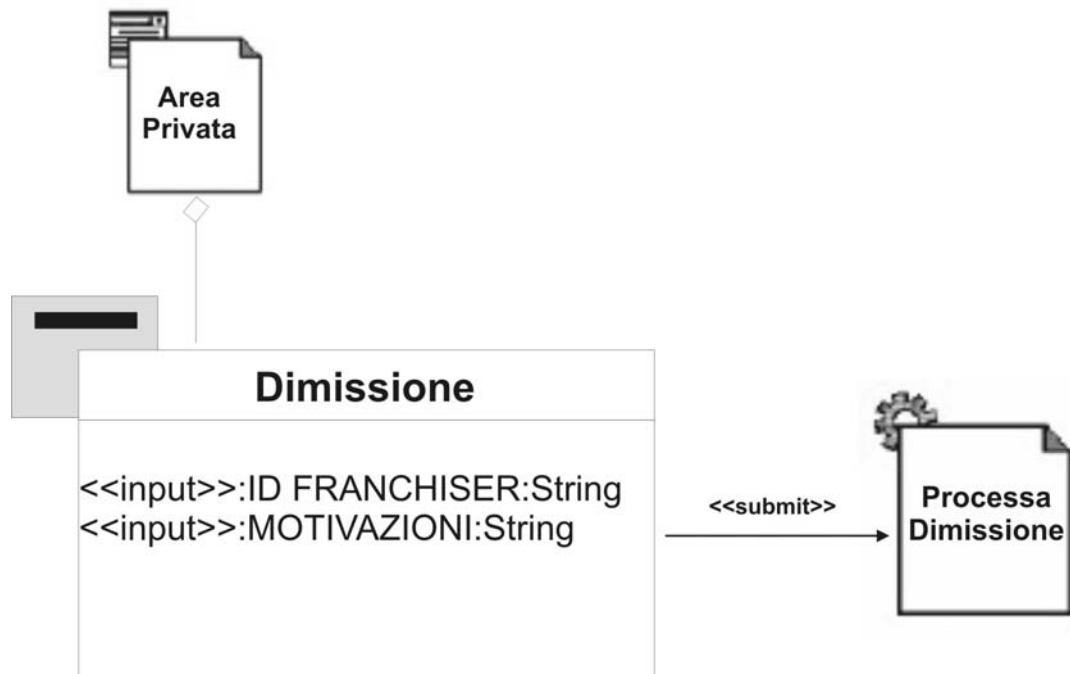 Area
Privata
Dimissione
<<input>>:ID FRANCHISER:String
<<input>>:MOTIVAZIONI:String
<<submit>>
Processa
Dimissione